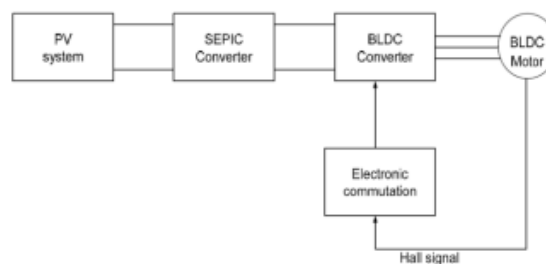 PV
system
SEPIC
Converter
BLDC
Converter
BLDC
Motor
Electronic
commutation
Hall signal